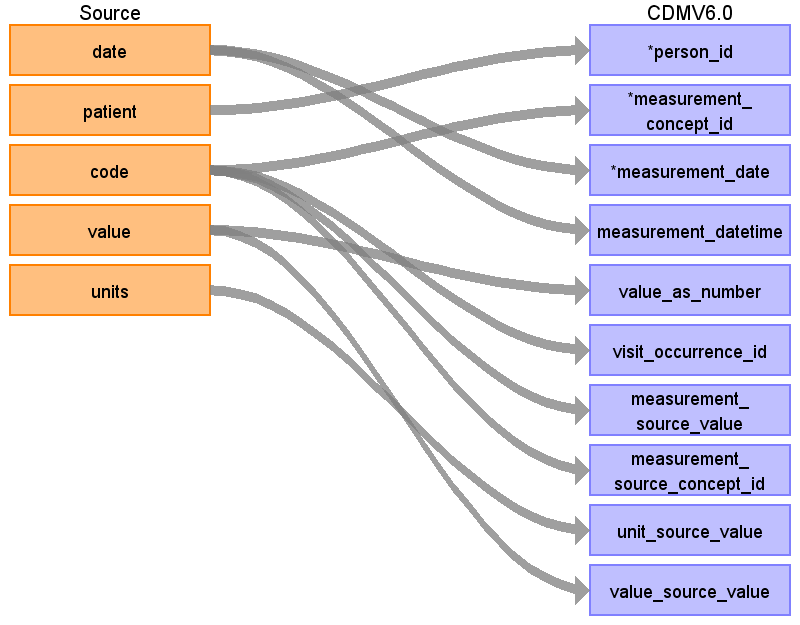 Source
CDMV6.0
date
*person_id
patient
*measurement_
concept_id
code
*measurement_date
value
measurement_datetime
units
value_as_number
visit_occurrence_id
measurement_
source_value
measurement_
source_concept_id
unit_source_value
value_source_value